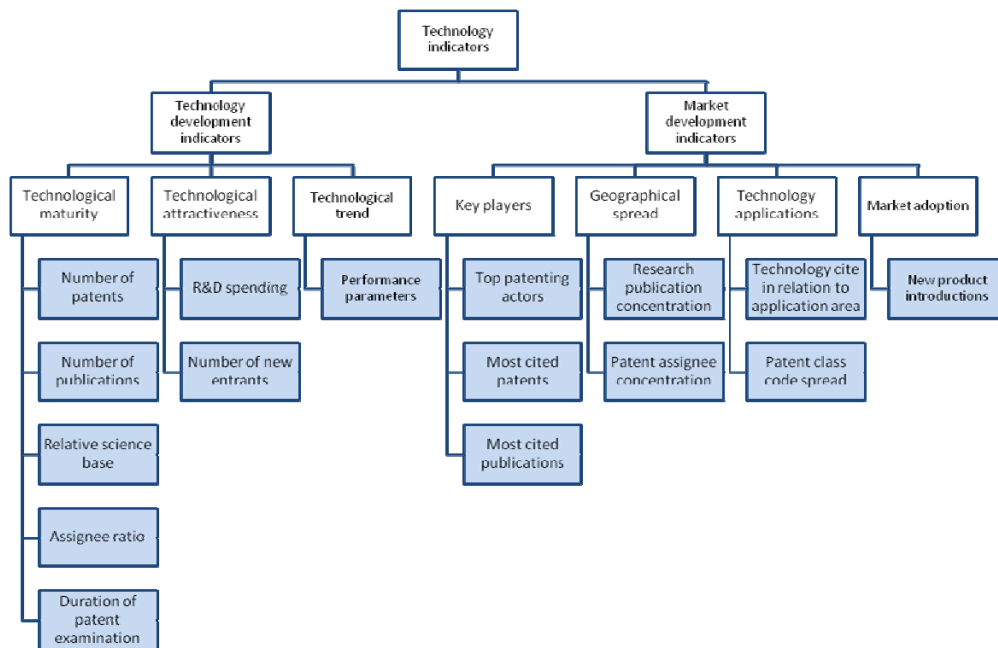 Technology
indicators
Technology
development
indicators
Market
development
indicators
Technological
maturity
Technological
attractiveness
Technological
trend
Key players
Geographical
spread
Technology
applications
Market adoption
Number of
patents
R&D spending
Performance
parameters
Top patenting
actors
Research
publication
concentration
Technology cite
in relation to
application area
New product
introductions
Number of
publications
Number of new
entrants
Most cited
patents
Patent assignee
concentration
Patent class
code spread
Relative science
base
Most cited
publications
Assignee ratio
Duration of
patent
examination